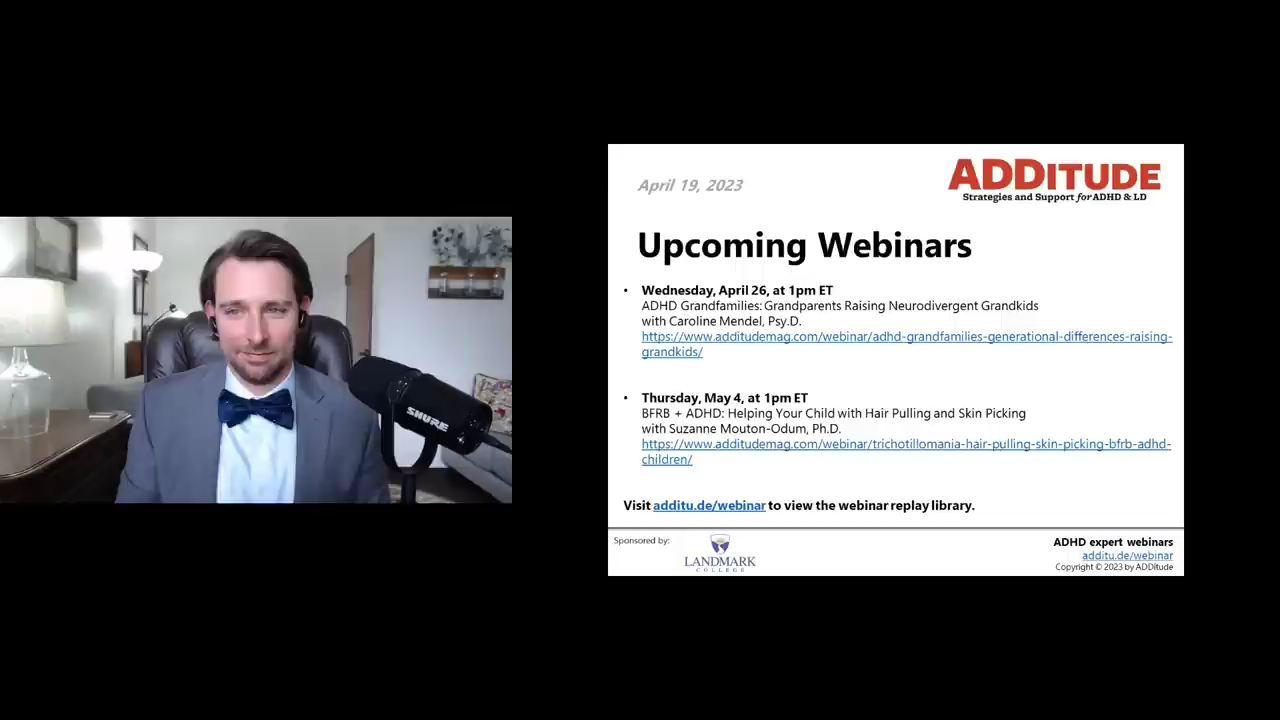 April 19, 2023
ADDITUDE
Strategies and Support for ADHD & LD
Upcoming Webinars
• Wednesday, April 26, at 1pm ET
ADHD Grandfamilies: Grandparents Raising Neurodivergent Grandkids
with Caroline Mendel, Psy.D.
https://www.additudemag.com/webinar/adhd-grandfamilies-generational-differences-raising-
grandkids/
• Thursday, May 4, at 1pm ET
BFRB + ADHD: Helping Your Child with Hair Pulling and Skin Picking
with Suzanne Mouton-Odum, Ph.D.
https://www.additudemag.com/webinar/trichotillomania-hair-pulling-skin-picking-bfrb-adhd-
children/
Visit additu.de/webinar to view the webinar replay library.
Sponsored by:
LANDMARK
COLLEGE
ADHD expert webinars
additu.de/webinar
Copyright © 2023 by ADDitude
SHURE